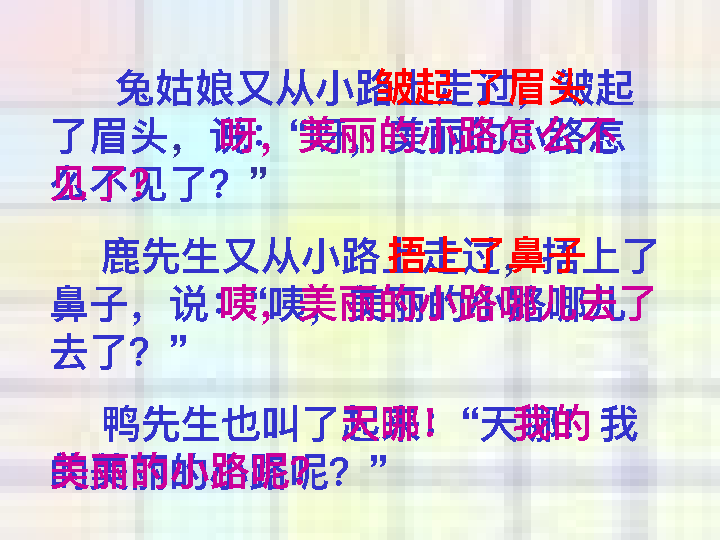 兔姑娘又从小路上走过，皱起
了眉头，说：“呀，美丽的小路怎
么不见了？”
鹿先生又从小路上走过，捂上了
鼻子，说：“咦，美丽的小路哪儿
去了？”
鸭先生也叫了起来：“天哪！我
的美丽的小路呢？”
皱起了眉头
呀，美丽的小路怎么不
见了？
捂上了鼻子
咦，美丽的小路哪儿去了
天哪！我的
美丽的小路呢？